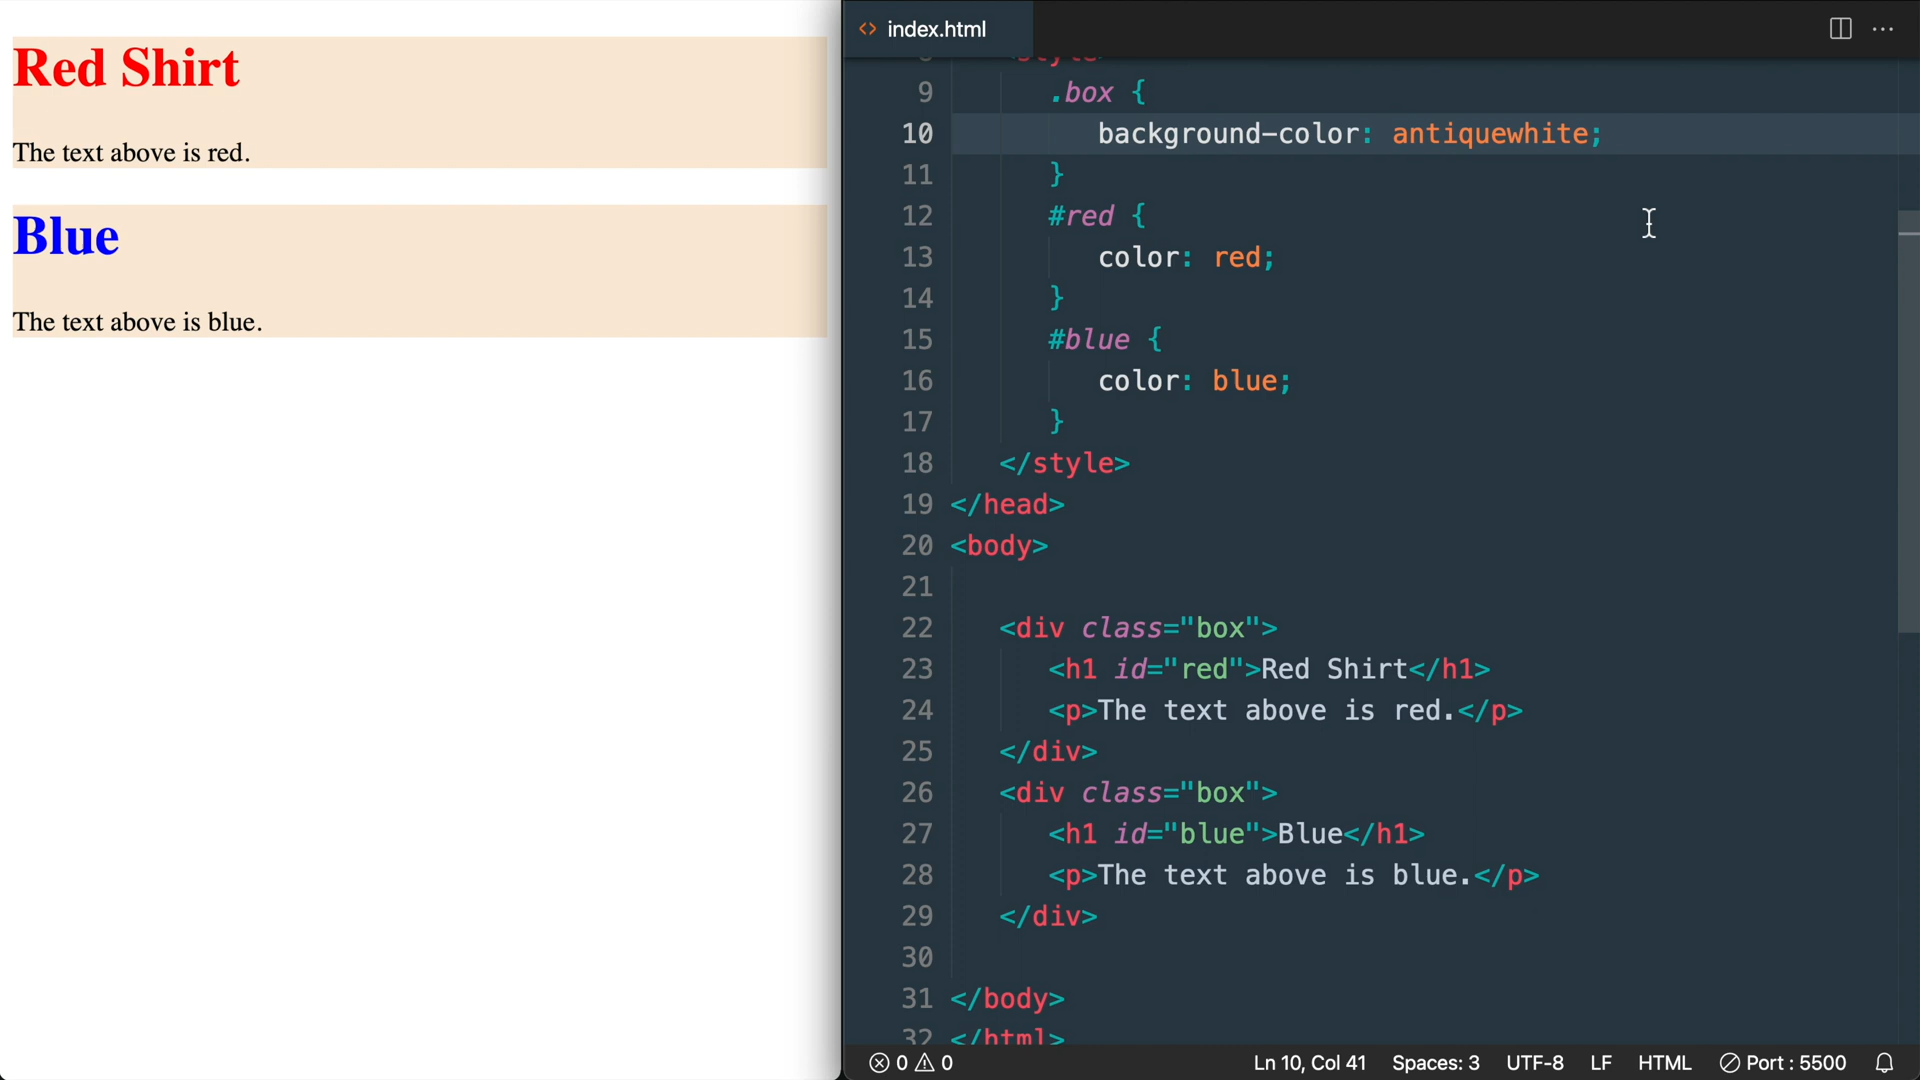 Red Shirt
The text above is red.
Blue
The text above is blue.
index.html
8 <style>
9 .box {
10 background-color: antiquewhite;
11 }
12 #red {
13 color: red;
14 }
15 #blue {
16 color: blue;
17 }
18 </style>
19 </head>
20 <body>
21
22 <div class="box">
23 <h1 id="red">Red Shirt</h1>
24 <p>The text above is red.</p>
25 </div>
26 <div class="box">
27 <h1 id="blue">Blue</h1>
28 <p>The text above is blue.</p>
29 </div>
30
31 </body>
32 </html>
0 0 Ln 10, Col 41 Spaces: 3 UTF-8 LF HTML Port : 5500